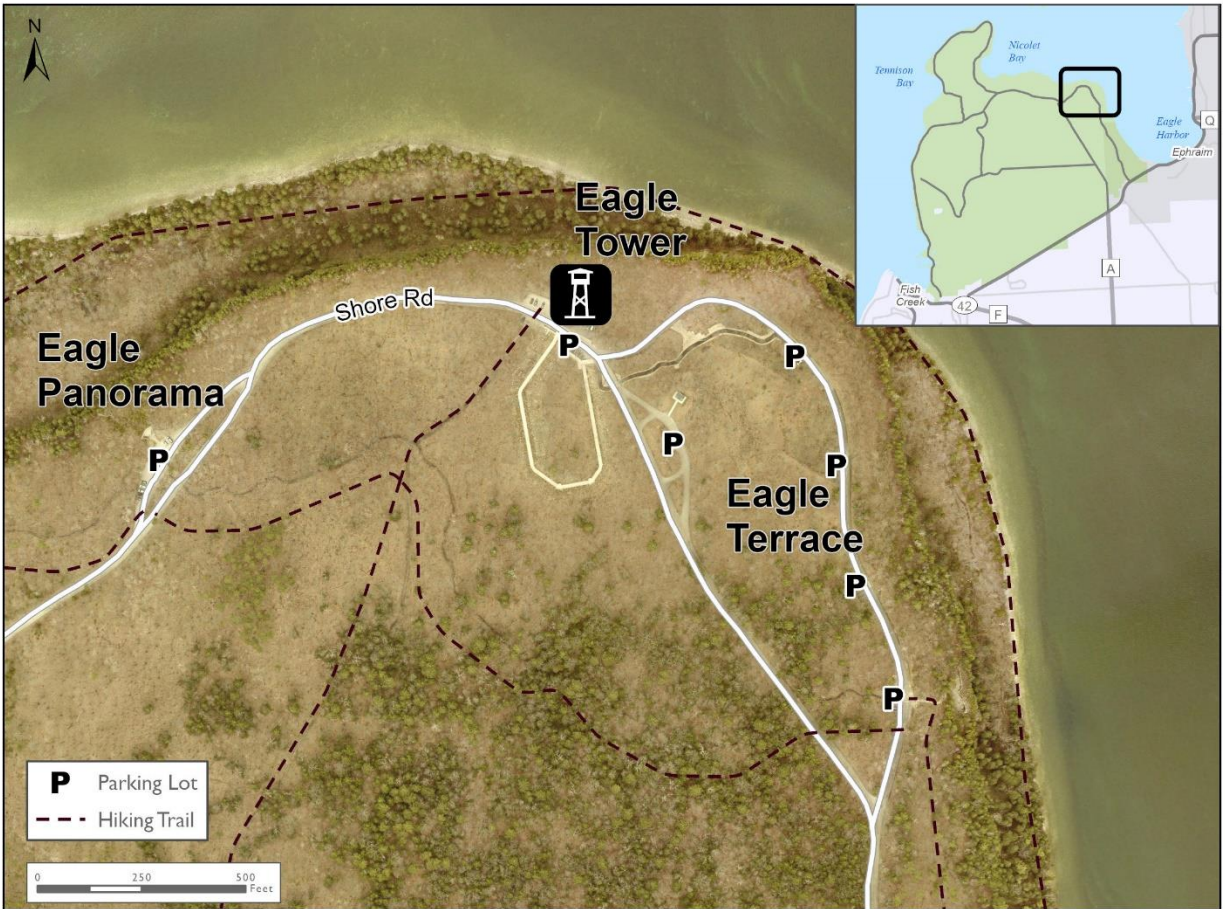 N
Tennison
Bay
Nicolet
Bay
Eagle
Harbor
Q
Ephraim
A
Fish
Creek
42
F
Eagle
Tower
Shore Rd
Eagle
Panorama
P
P
P
P
P
Eagle
Terrace
P
P
P Parking Lot
Hiking Trail
0 250 500
Feet